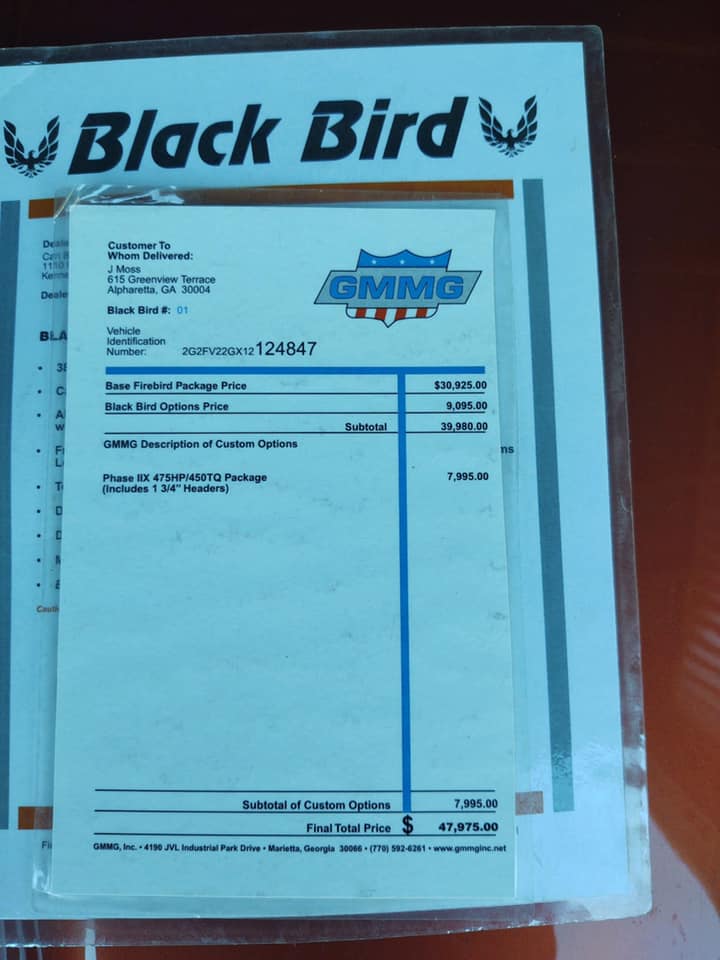 Black Bird
Customer To
Whom Delivered:
J Moss
615 Greenview Terrace
Alpharetta, GA 30004
Black Bird #: 01
GMMG
Vehicle
Identification
Number: 2G2FV22GX12124847
Base Firebird Package Price $30,925.00
Black Bird Options Price 9,095.00
Subtotal 39,980.00
GMMG Description of Custom Options
Phase IIX 475HP/450TQ Package 7,995.00
(Includes 1 3/4" Headers)
Subtotal of Custom Options 7,995.00
Final Total Price $ 47,975.00
GMMG, Inc. • 4190 JVL Industrial Park Drive • Marietta, Georgia 30066 • (770) 592-6261 • www.gmmginc.net